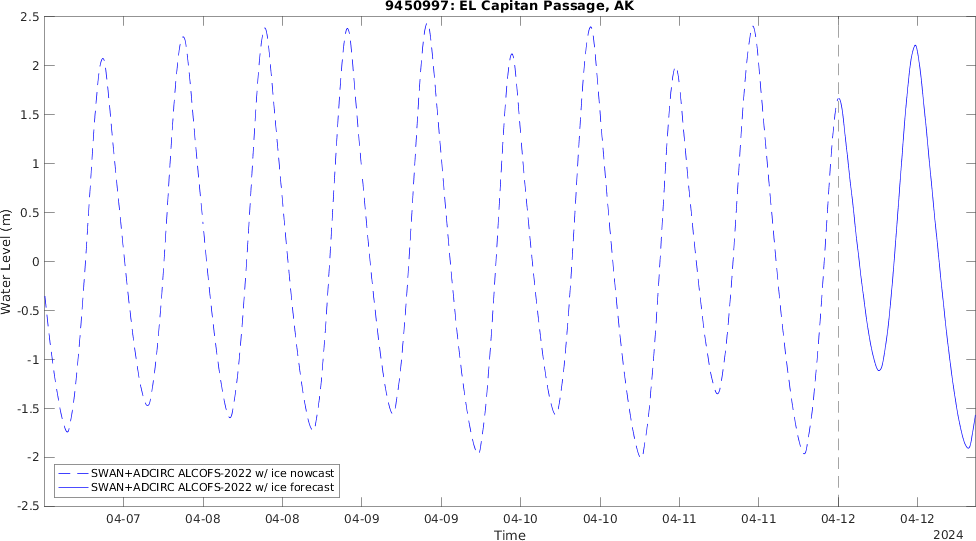 9450997: EL Capitan Passage, AK
2.5
2
1.5
1
0.5
0
-0.5
-1
-1.5
-2
-2.5
Water Level (m)
SWAN+ADCIRC ALCOFS-2022 w/ ice nowcast
SWAN+ADCIRC ALCOFS-2022 w/ ice forecast
04-07 04-08 04-08 04-09 04-09 04-10 04-10 04-11 04-11 04-12 04-12
Time
2024